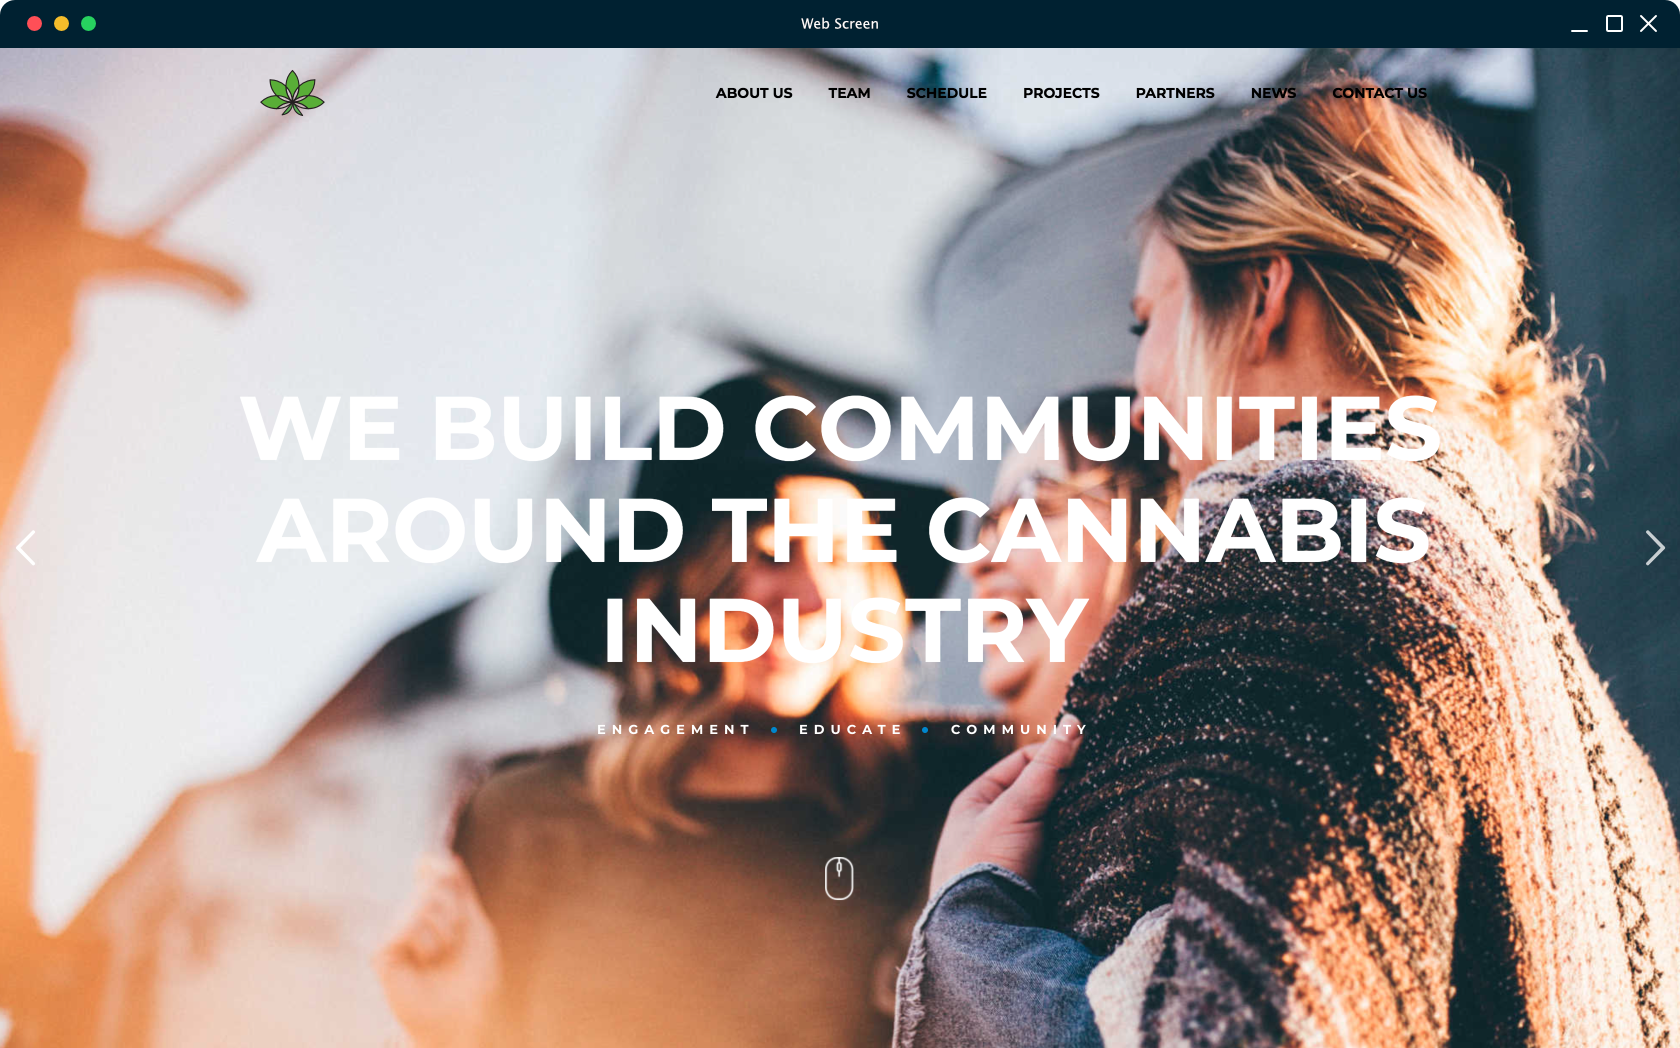 Web Screen
ABOUT US TEAM SCHEDULE PROJECTS PARTNERS NEWS CONTACT US
WE BUILD COMMUNITIES
AROUND THE CANNABIS
INDUSTRY
ENGAGEMENT • EDUCATE • COMMUNITY